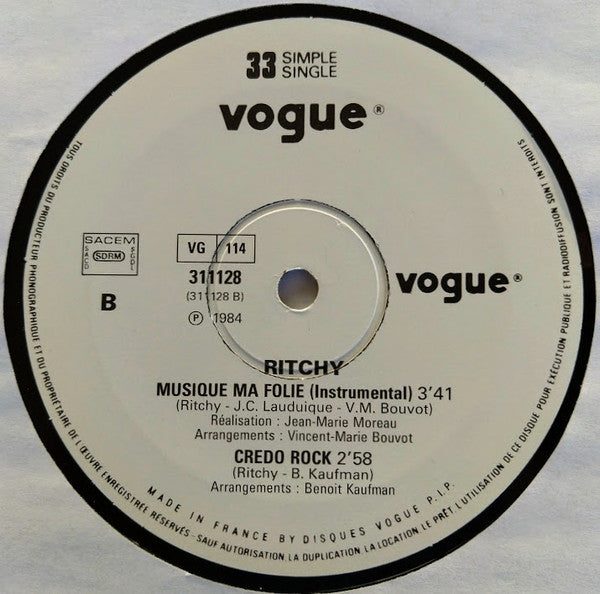 33 SIMPLE
SINGLE
vogue®
SACEM
SACD SDRM SGDL
VG 114
311128
(311128 B)
B
℗ 1984
vogue®
RITCHY
MUSIQUE MA FOLIE (Instrumental) 3'41
(Ritchy - J.C. Lauduique - V.M. Bouvot)
Réalisation : Jean-Marie Moreau
Arrangements : Vincent-Marie Bouvot
CREDO ROCK 2'58
(Ritchy - B. Kaufman)
Arrangements : Benoit Kaufman
MADE IN FRANCE BY DISQUES VOGUE P.I.P.
TOUS DROITS DU PRODUCTEUR PHONOGRAPHIQUE ET DU PROPRIÉTAIRE DE L'ŒUVRE ENREGISTRÉE RÉSERVÉS - SAUF AUTORISATION LA DUPLICATION, LA LOCATION, LE PRÊT, L'UTILISATION DE CE DISQUE POUR EXÉCUTION PUBLIQUE ET RADIODIFFUSION SONT INTERDITS